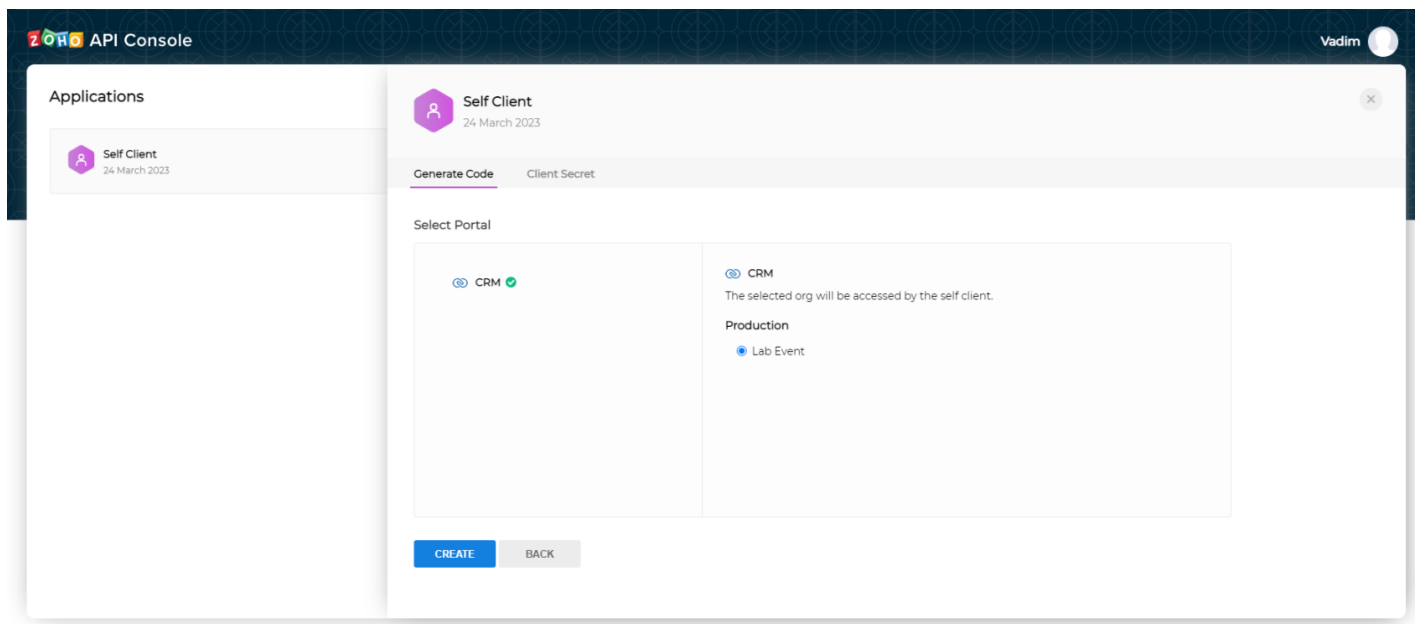 ZOHO API Console
Vadim
Applications
Self Client
24 March 2023
Self Client
24 March 2023
Generate Code Client Secret
Select Portal
CRM
CRM
The selected org will be accessed by the self client.
Production
Lab Event
CREATE BACK